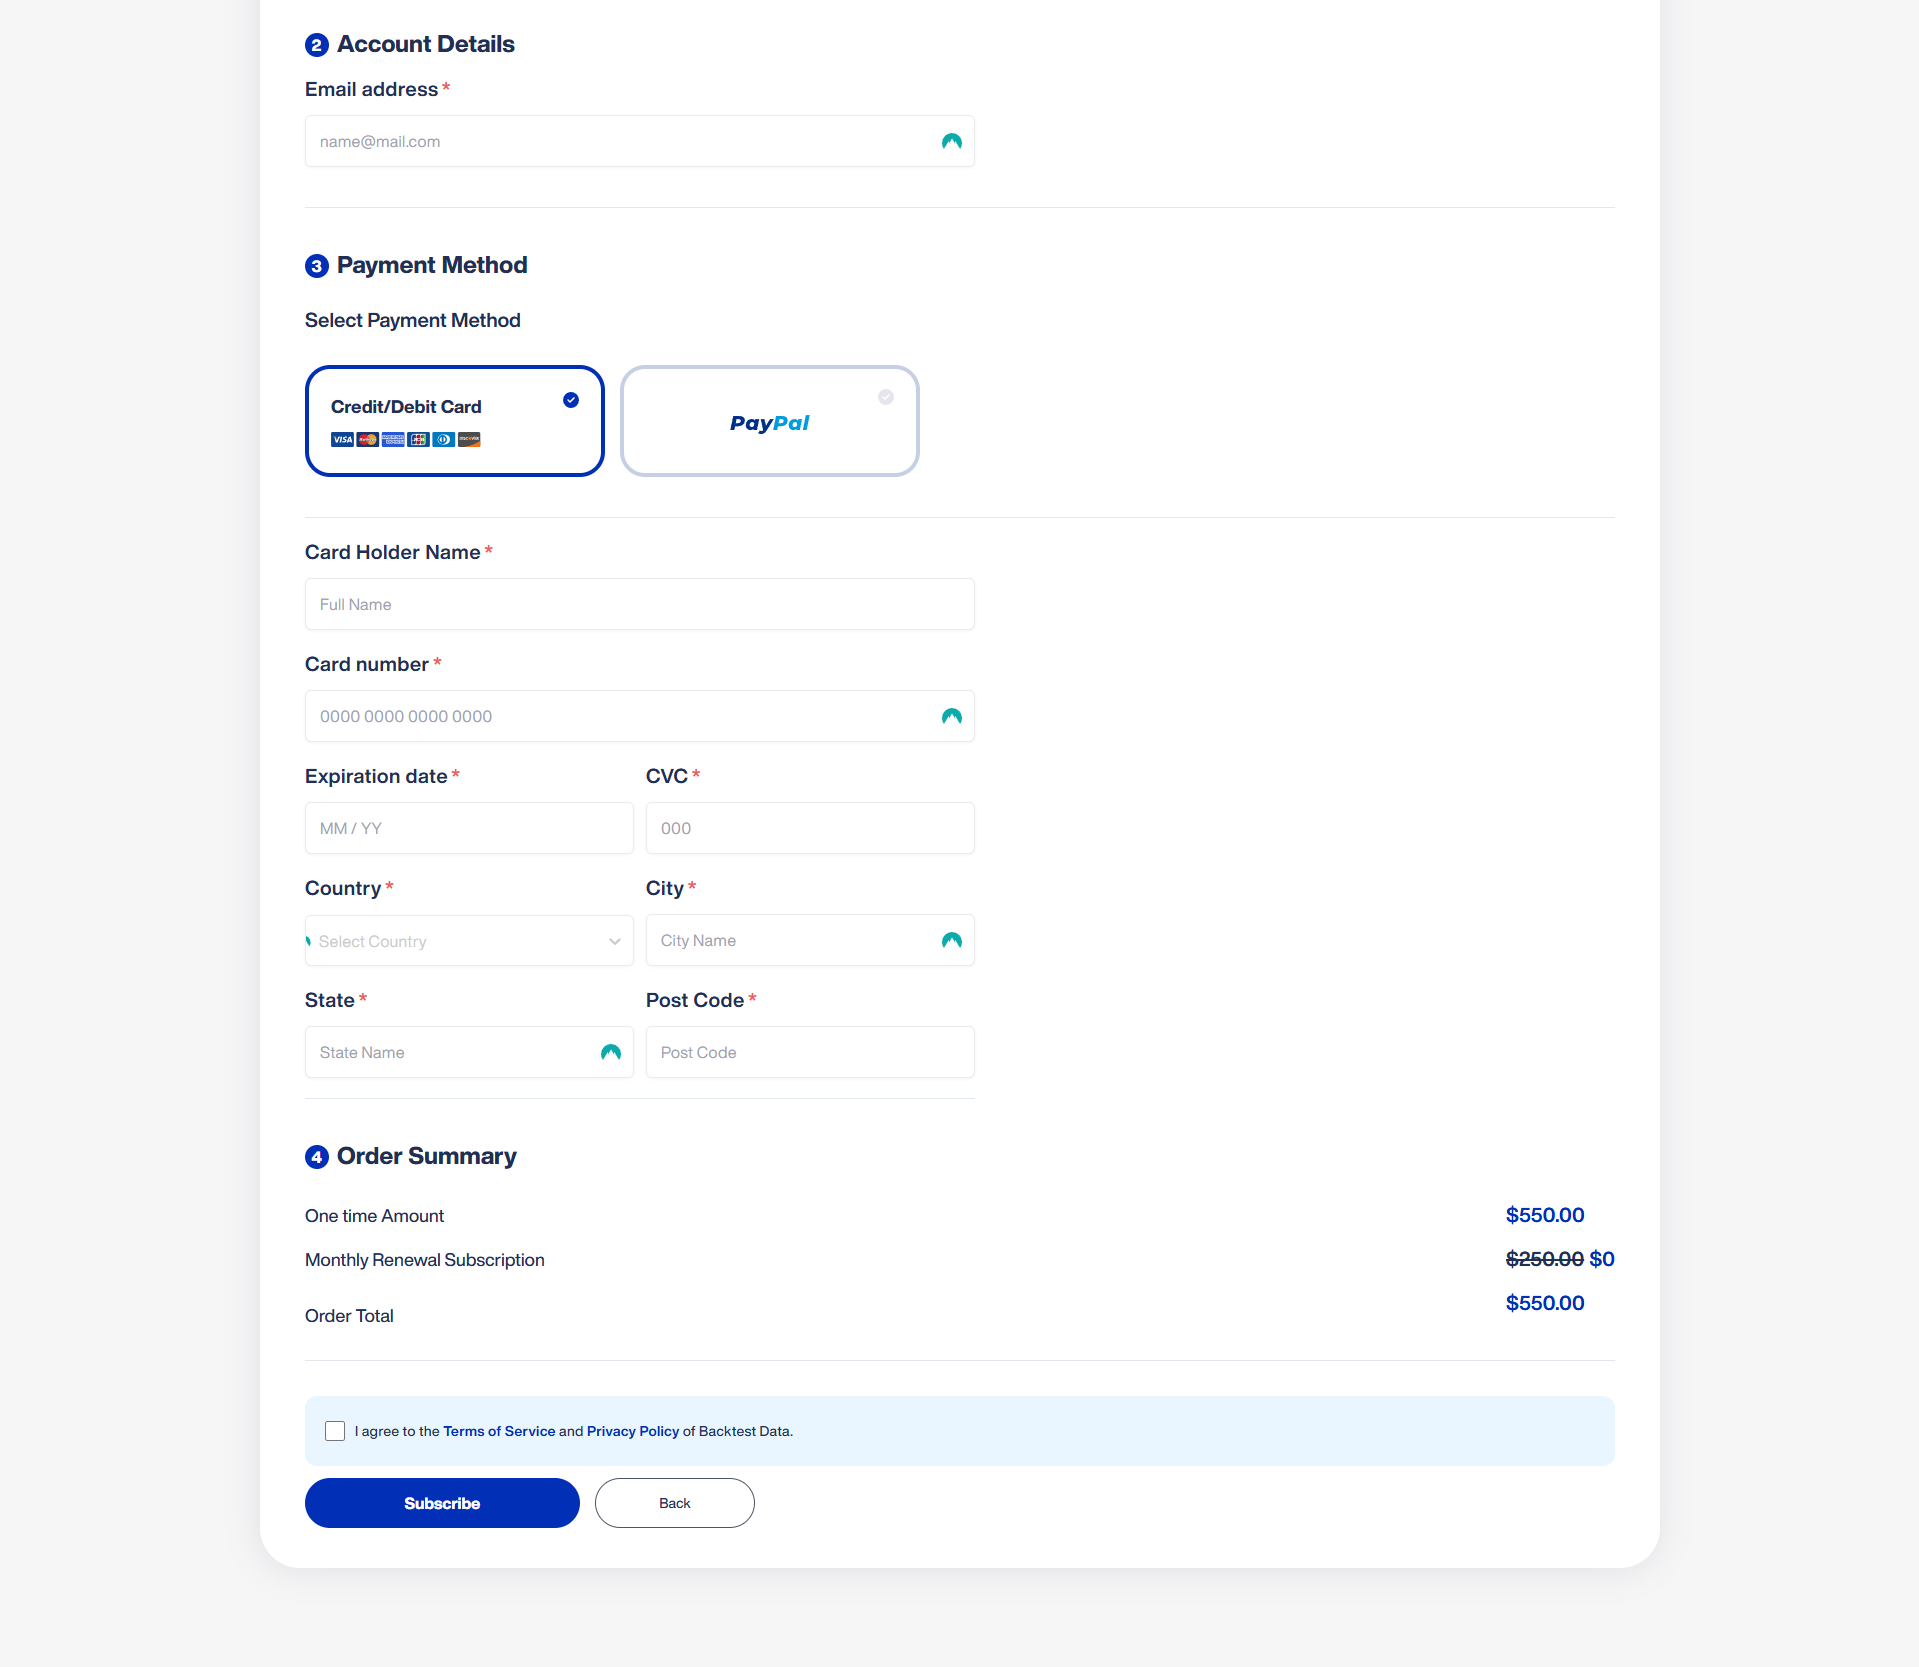 2 Account Details
Email address *
name@mail.com
3 Payment Method
Select Payment Method
Credit/Debit Card
VISA
PayPal
Card Holder Name *
Full Name
Card number *
0000 0000 0000 0000
Expiration date * CVC *
MM / YY 000
Country * City *
Select Country City Name
State * Post Code *
State Name Post Code
4 Order Summary
One time Amount $550.00
Monthly Renewal Subscription $250.00 $0
Order Total $550.00
I agree to the Terms of Service and Privacy Policy of Backtest Data.
Subscribe Back